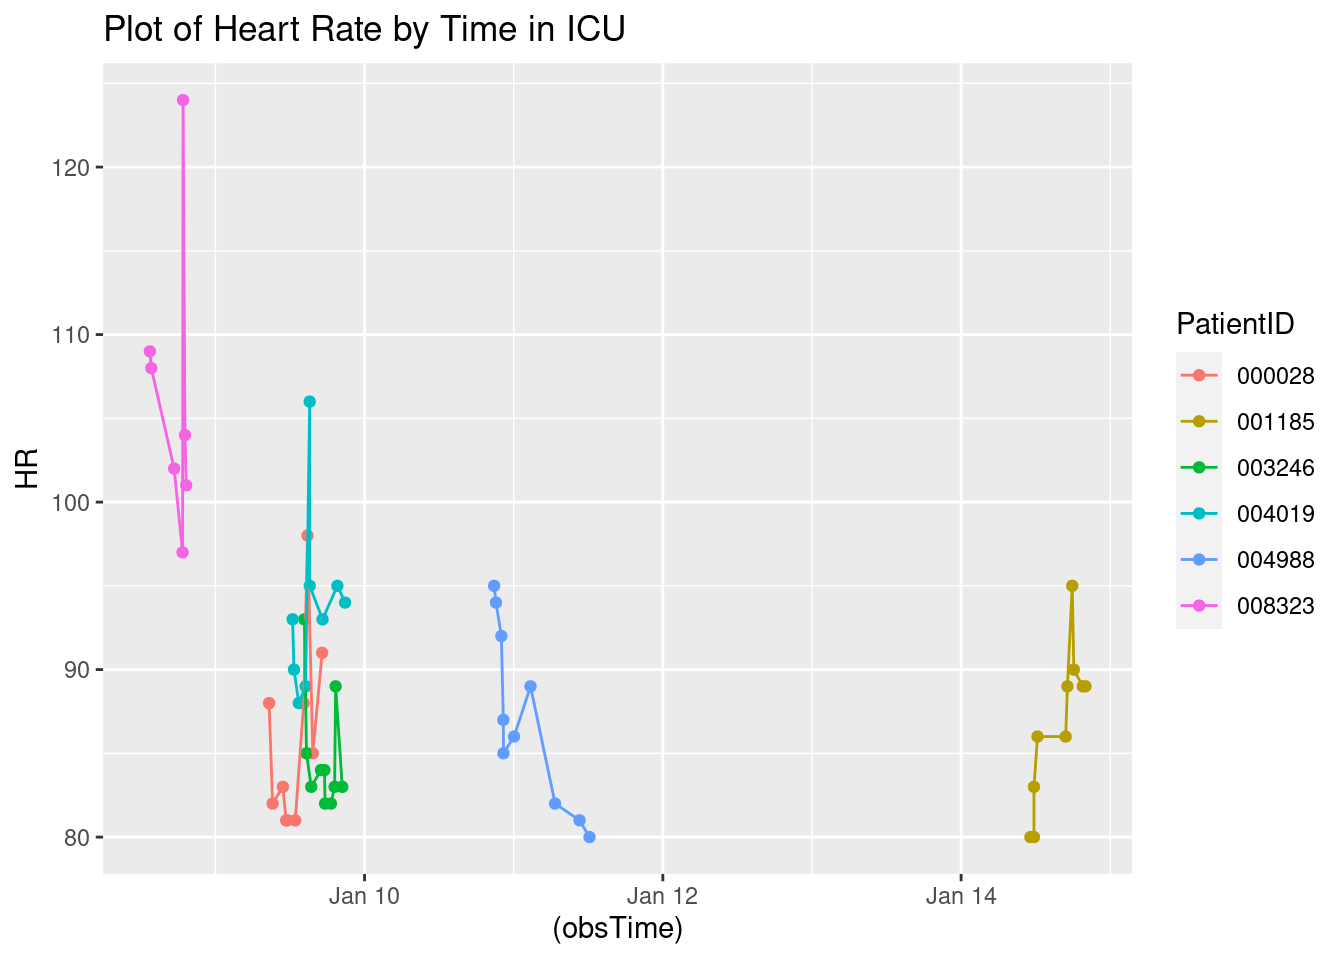 Plot of Heart Rate by Time in ICU
HR
120
110
100
90
80
Jan 10
Jan 12
Jan 14
(obsTime)
PatientID
000028
001185
003246
004019
004988
008323